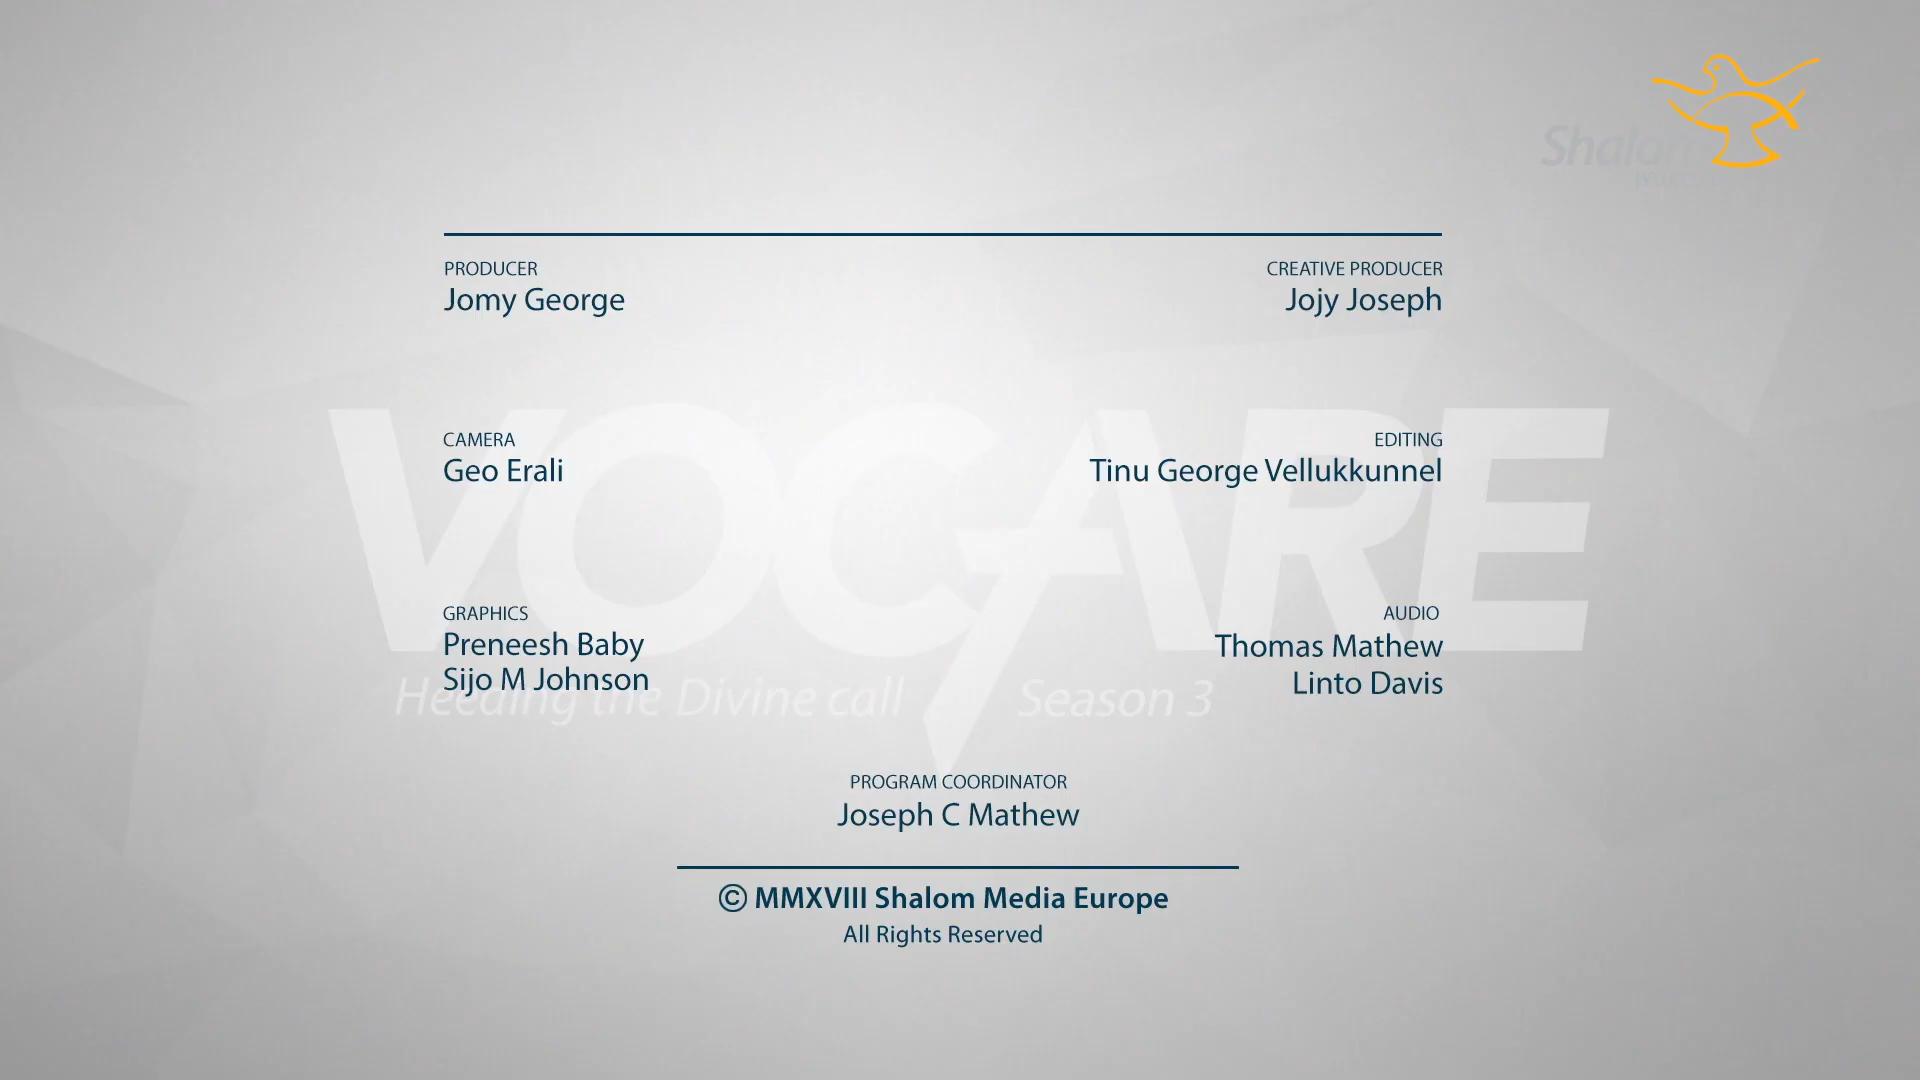 Shalom
PRODUCER
Jomy George
CREATIVE PRODUCER
Jojy Joseph
VOCARE
CAMERA
Geo Erali
EDITING
Tinu George Vellukkunnel
GRAPHICS
Preneesh Baby
Sijo M Johnson
AUDIO
Thomas Mathew
Linto Davis
Heeding the Divine call
Season 3
PROGRAM COORDINATOR
Joseph C Mathew
© MMXVIII Shalom Media Europe
All Rights Reserved